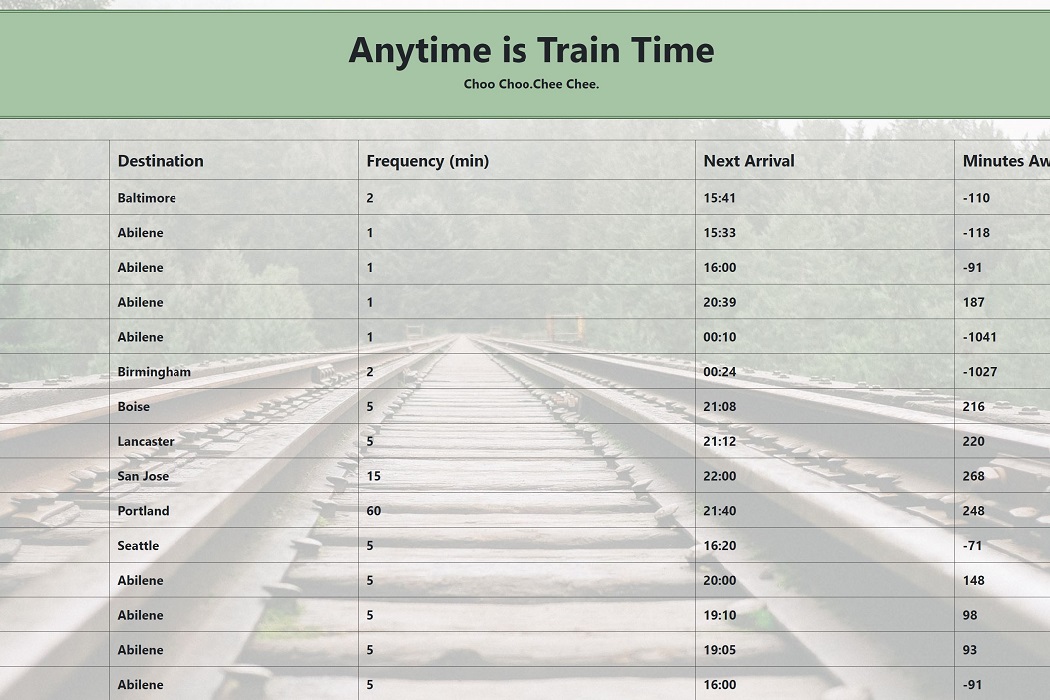 Anytime is Train Time
Choo Choo.Chee Chee.
Destination Frequency (min) Next Arrival Minutes Aw
Baltimore 2 15:41 -110
Abilene 1 15:33 -118
Abilene 1 16:00 -91
Abilene 1 20:39 187
Abilene 1 00:10 -1041
Birmingham 2 00:24 -1027
Boise 5 21:08 216
Lancaster 5 21:12 220
San Jose 15 22:00 268
Portland 60 21:40 248
Seattle 5 16:20 -71
Abilene 5 20:00 148
Abilene 5 19:10 98
Abilene 5 19:05 93
Abilene 5 16:00 -91